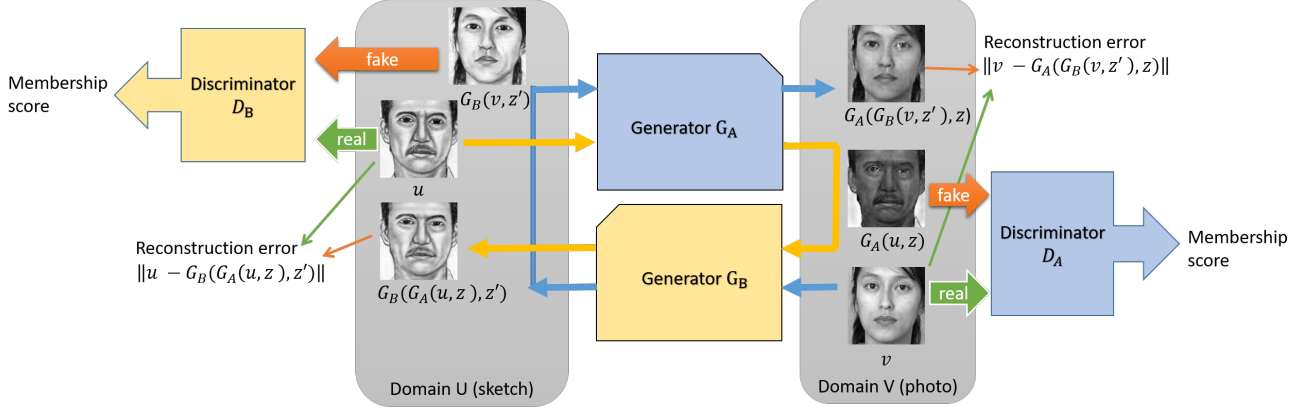 Membership
score
Discriminator
D_B
fake
real
G_B(v, z′)
u
Reconstruction error
‖u − G_B(G_A(u, z), z′)‖
G_B(G_A(u, z), z′)
Domain U (sketch)
Generator G_A
Generator G_B
G_A(G_B(v, z′), z)
G_A(u, z)
v
Domain V (photo)
Reconstruction error
‖v − G_A(G_B(v, z′), z)‖
fake
real
Discriminator
D_A
Membership
score